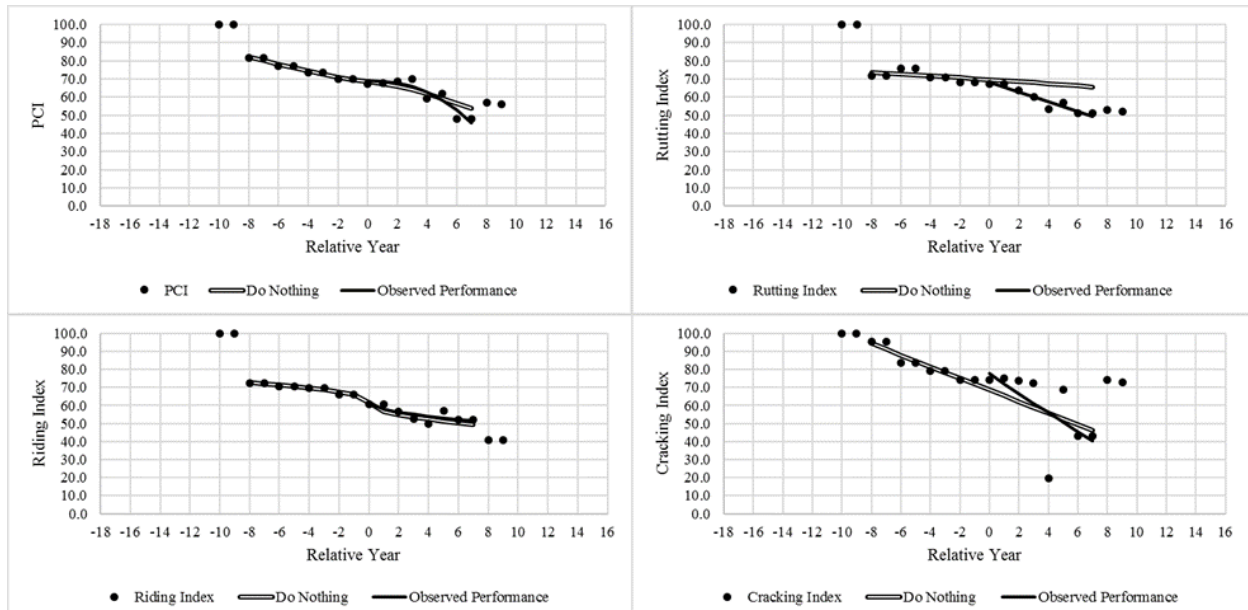 100.0
90.0
80.0
70.0
60.0
50.0
40.0
30.0
20.0
10.0
0.0
PCI
-18 -16 -14 -12 -10 -8 -6 -4 -2 0 2 4 6 8 10 12 14 16
Relative Year
PCI Do Nothing Observed Performance
100.0
90.0
80.0
70.0
60.0
50.0
40.0
30.0
20.0
10.0
0.0
Rutting Index
-18 -16 -14 -12 -10 -8 -6 -4 -2 0 2 4 6 8 10 12 14 16
Relative Year
Rutting Index Do Nothing Observed Performance
100.0
90.0
80.0
70.0
60.0
50.0
40.0
30.0
20.0
10.0
0.0
Riding Index
-18 -16 -14 -12 -10 -8 -6 -4 -2 0 2 4 6 8 10 12 14 16
Relative Year
Riding Index Do Nothing Observed Performance
100.0
90.0
80.0
70.0
60.0
50.0
40.0
30.0
20.0
10.0
0.0
Cracking Index
-18 -16 -14 -12 -10 -8 -6 -4 -2 0 2 4 6 8 10 12 14 16
Relative Year
Cracking Index Do Nothing Observed Performance